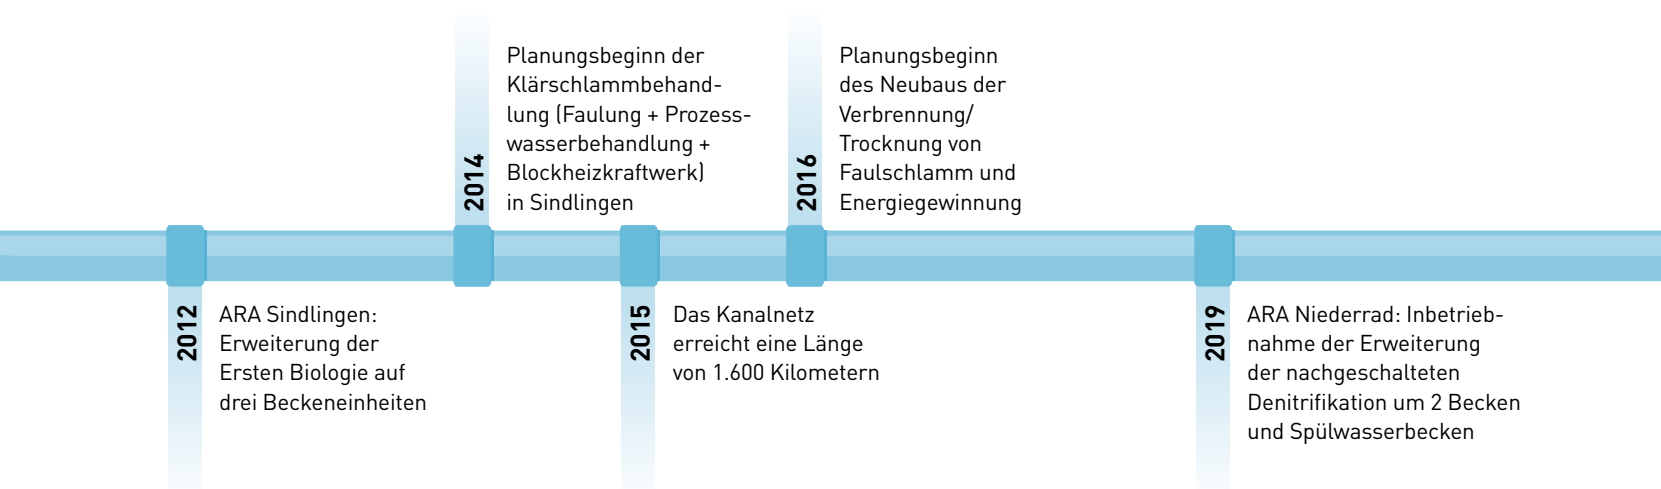 2012
ARA Sindlingen:
Erweiterung der
Ersten Biologie auf
drei Beckeneinheiten
2014
Planungsbeginn der
Klärschlammbehand-
lung (Faulung + Prozess-
wasserbehandlung +
Blockheizkraftwerk)
in Sindlingen
2015
Das Kanalnetz
erreicht eine Länge
von 1.600 Kilometern
2016
Planungsbeginn
des Neubaus der
Verbrennung/
Trocknung von
Faulschlamm und
Energiegewinnung
2019
ARA Niederrad: Inbetrieb-
nahme der Erweiterung
der nachgeschalteten
Denitrifikation um 2 Becken
und Spülwasserbecken